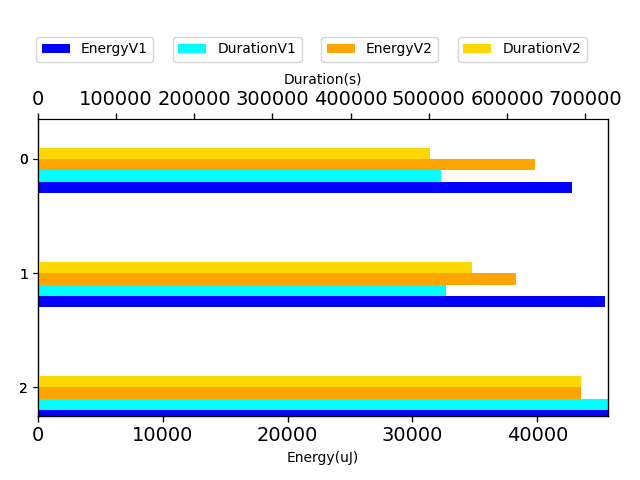 EnergyV1 DurationV1 EnergyV2 DurationV2
Duration(s)
0 100000 200000 300000 400000 500000 600000 700000
0
1
2
0 10000 20000 30000 40000
Energy(uJ)